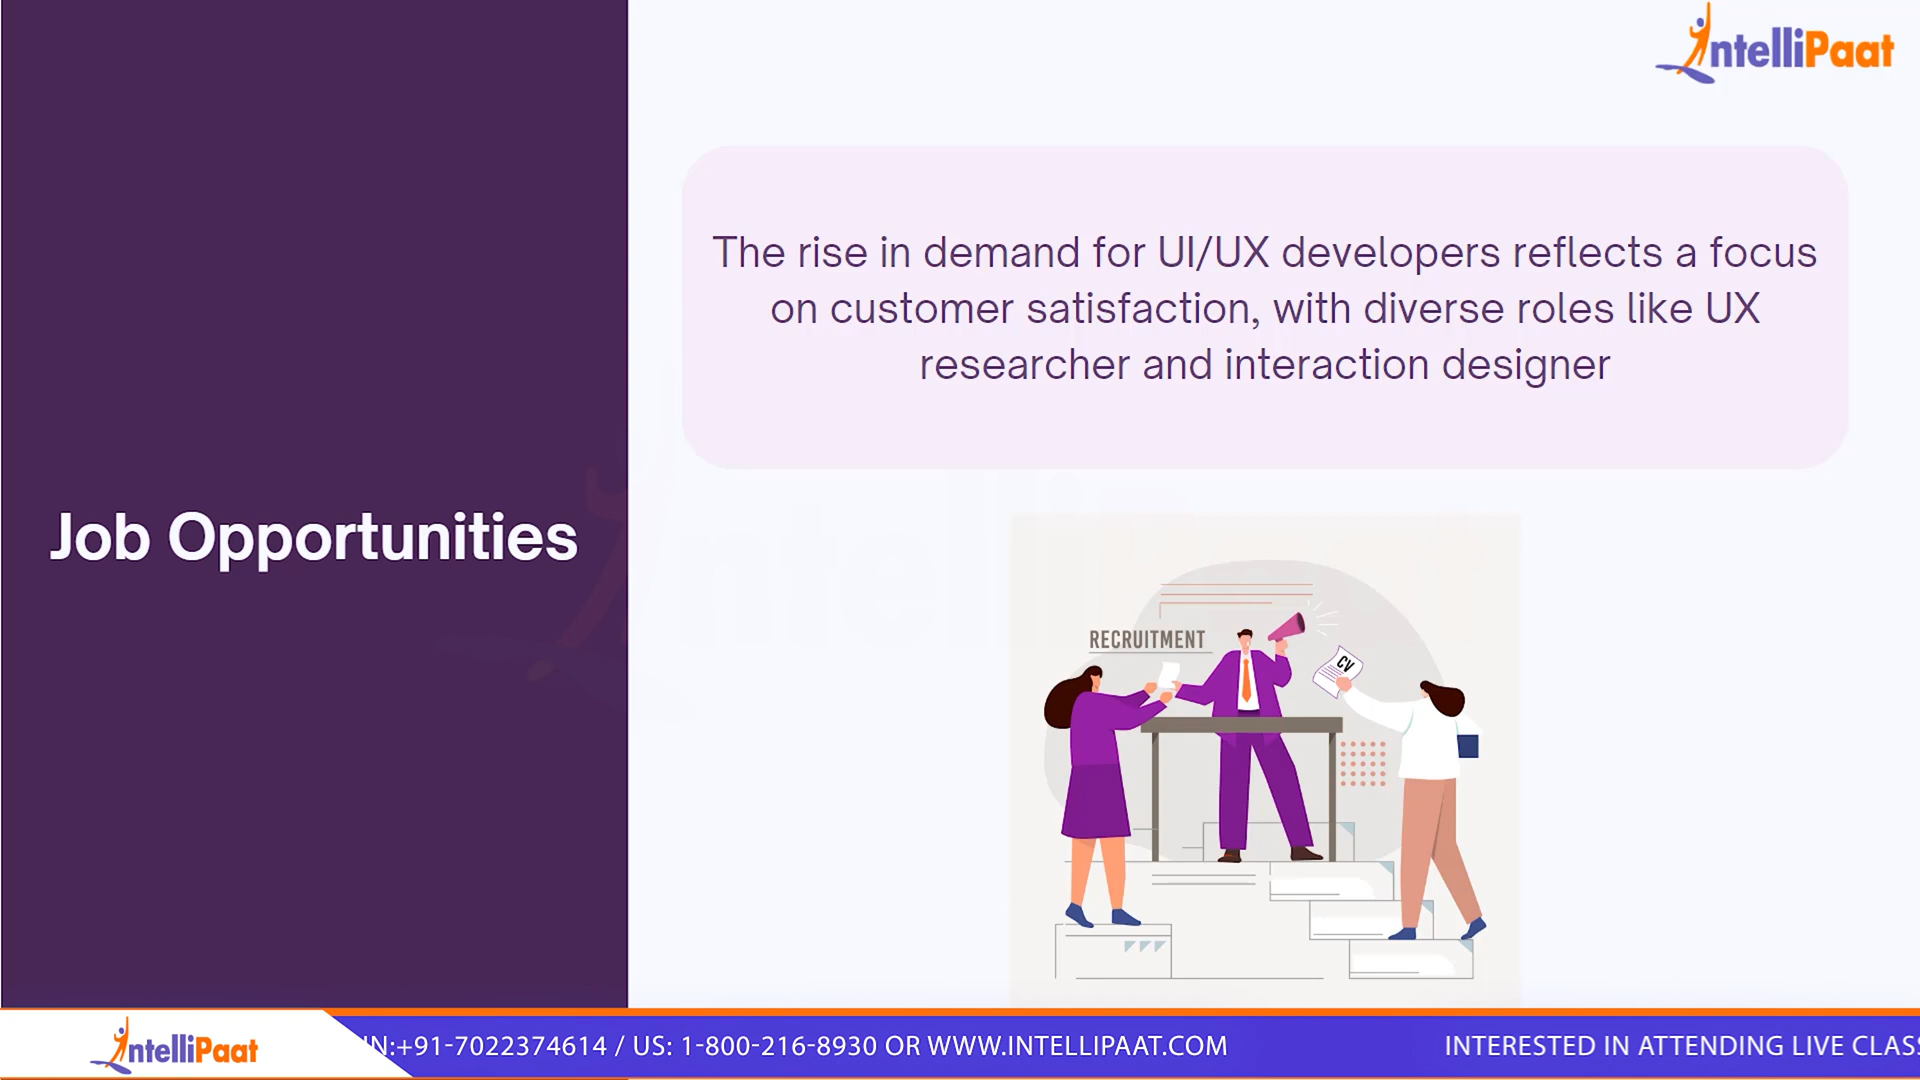 IntelliPaat
The rise in demand for UI/UX developers reflects a focus
on customer satisfaction, with diverse roles like UX
researcher and interaction designer
Job Opportunities
RECRUITMENT
CV
IntelliPaat
IN:+91-7022374614 / US: 1-800-216-8930 OR WWW.INTELLIPAAT.COM
INTERESTED IN ATTENDING LIVE CLASS